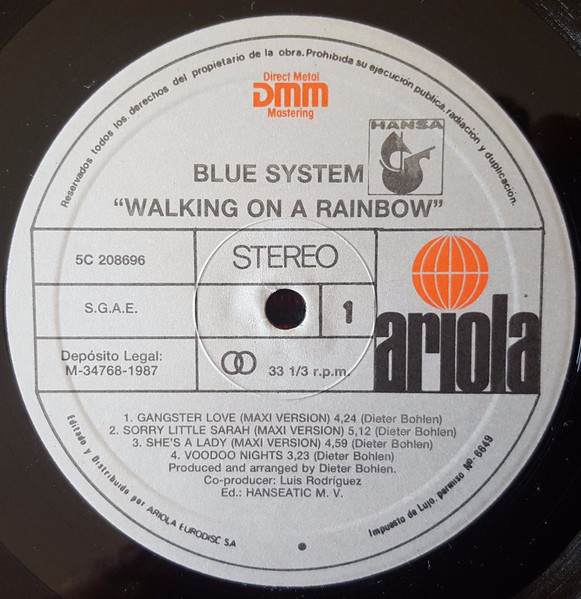 Reservados todos los derechos del propietario de la obra. Prohibida su ejecución pública, radiación y duplicación.
Direct Metal
DMM
Mastering
HANSA
BLUE SYSTEM
“WALKING ON A RAINBOW”
5C 208696
STEREO
S.G.A.E.
1
ariola
Depósito Legal:
M-34768-1987
33 1/3 r.p.m.
1. GANGSTER LOVE (MAXI VERSION) 4,24 (Dieter Bohlen)
2. SORRY LITTLE SARAH (MAXI VERSION) 5,12 (Dieter Bohlen)
3. SHE'S A LADY (MAXI VERSION) 4,59 (Dieter Bohlen)
4. VOODOO NIGHTS 3,23 (Dieter Bohlen)
Produced and arranged by Dieter Bohlen.
Co-producer: Luis Rodríguez
Ed.: HANSEATIC M. V.
Editado y Distribuido por ARIOLA EURODISC S.A
Impuesto de Lujo, permiso Nº 6649